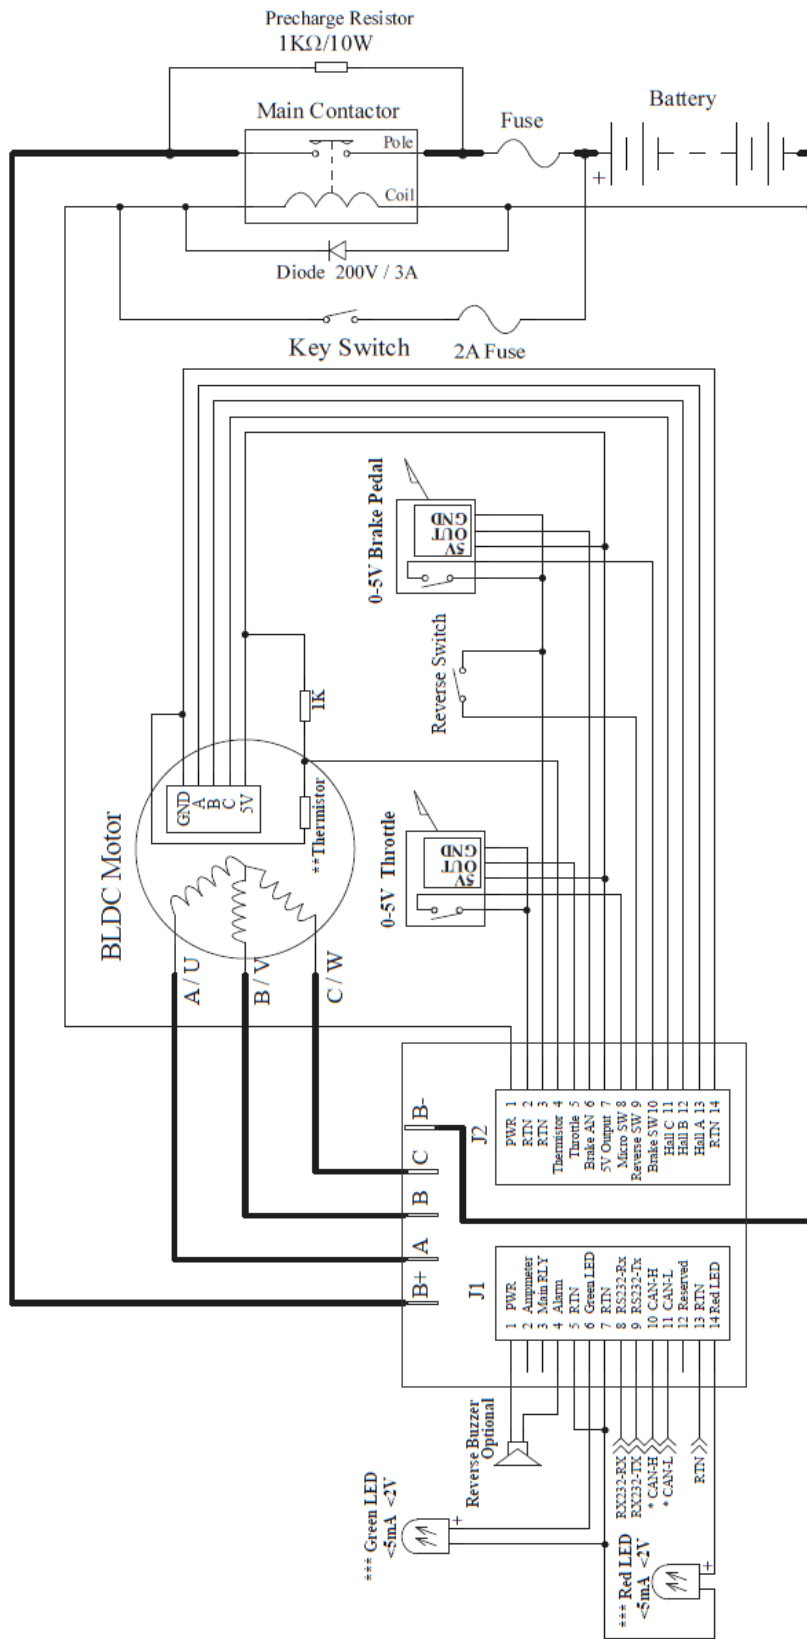 Precharge Resistor
1KΩ/10W
Main Contactor
Pole
Coil
Fuse
Battery
+
Diode 200V / 3A
Key Switch
2A Fuse
0-5V Brake Pedal
GND
OUT
5V
Reverse Switch
1K
BLDC Motor
GND
A
B
C
5V
**Thermistor
0-5V Throttle
GND
OUT
5V
A / U
B / V
C / W
B-
C
B
A
B+
J2
PWR 1
RTN 2
RTN 3
Thermistor 4
Throttle 5
Brake AN 6
5V Output 7
Micro SW 8
Reverse SW 9
Brake SW 10
Hall C 11
Hall B 12
Hall A 13
RTN 14
J1
1 PWR
2 Ampmeter
3 Main RLY
4 Alarm
5 RTN
6 Green LED
7 RTN
8 RS232-Rx
9 RS232-Tx
10 CAN-H
11 CAN-L
12 Reserved
13 RTN
14 Red LED
Reverse Buzzer
Optional
*** Green LED
<5mA <2V
+
RX232-RX
RX232-TX
* CAN-H
* CAN-L
RTN
*** Red LED
<5mA <2V
+